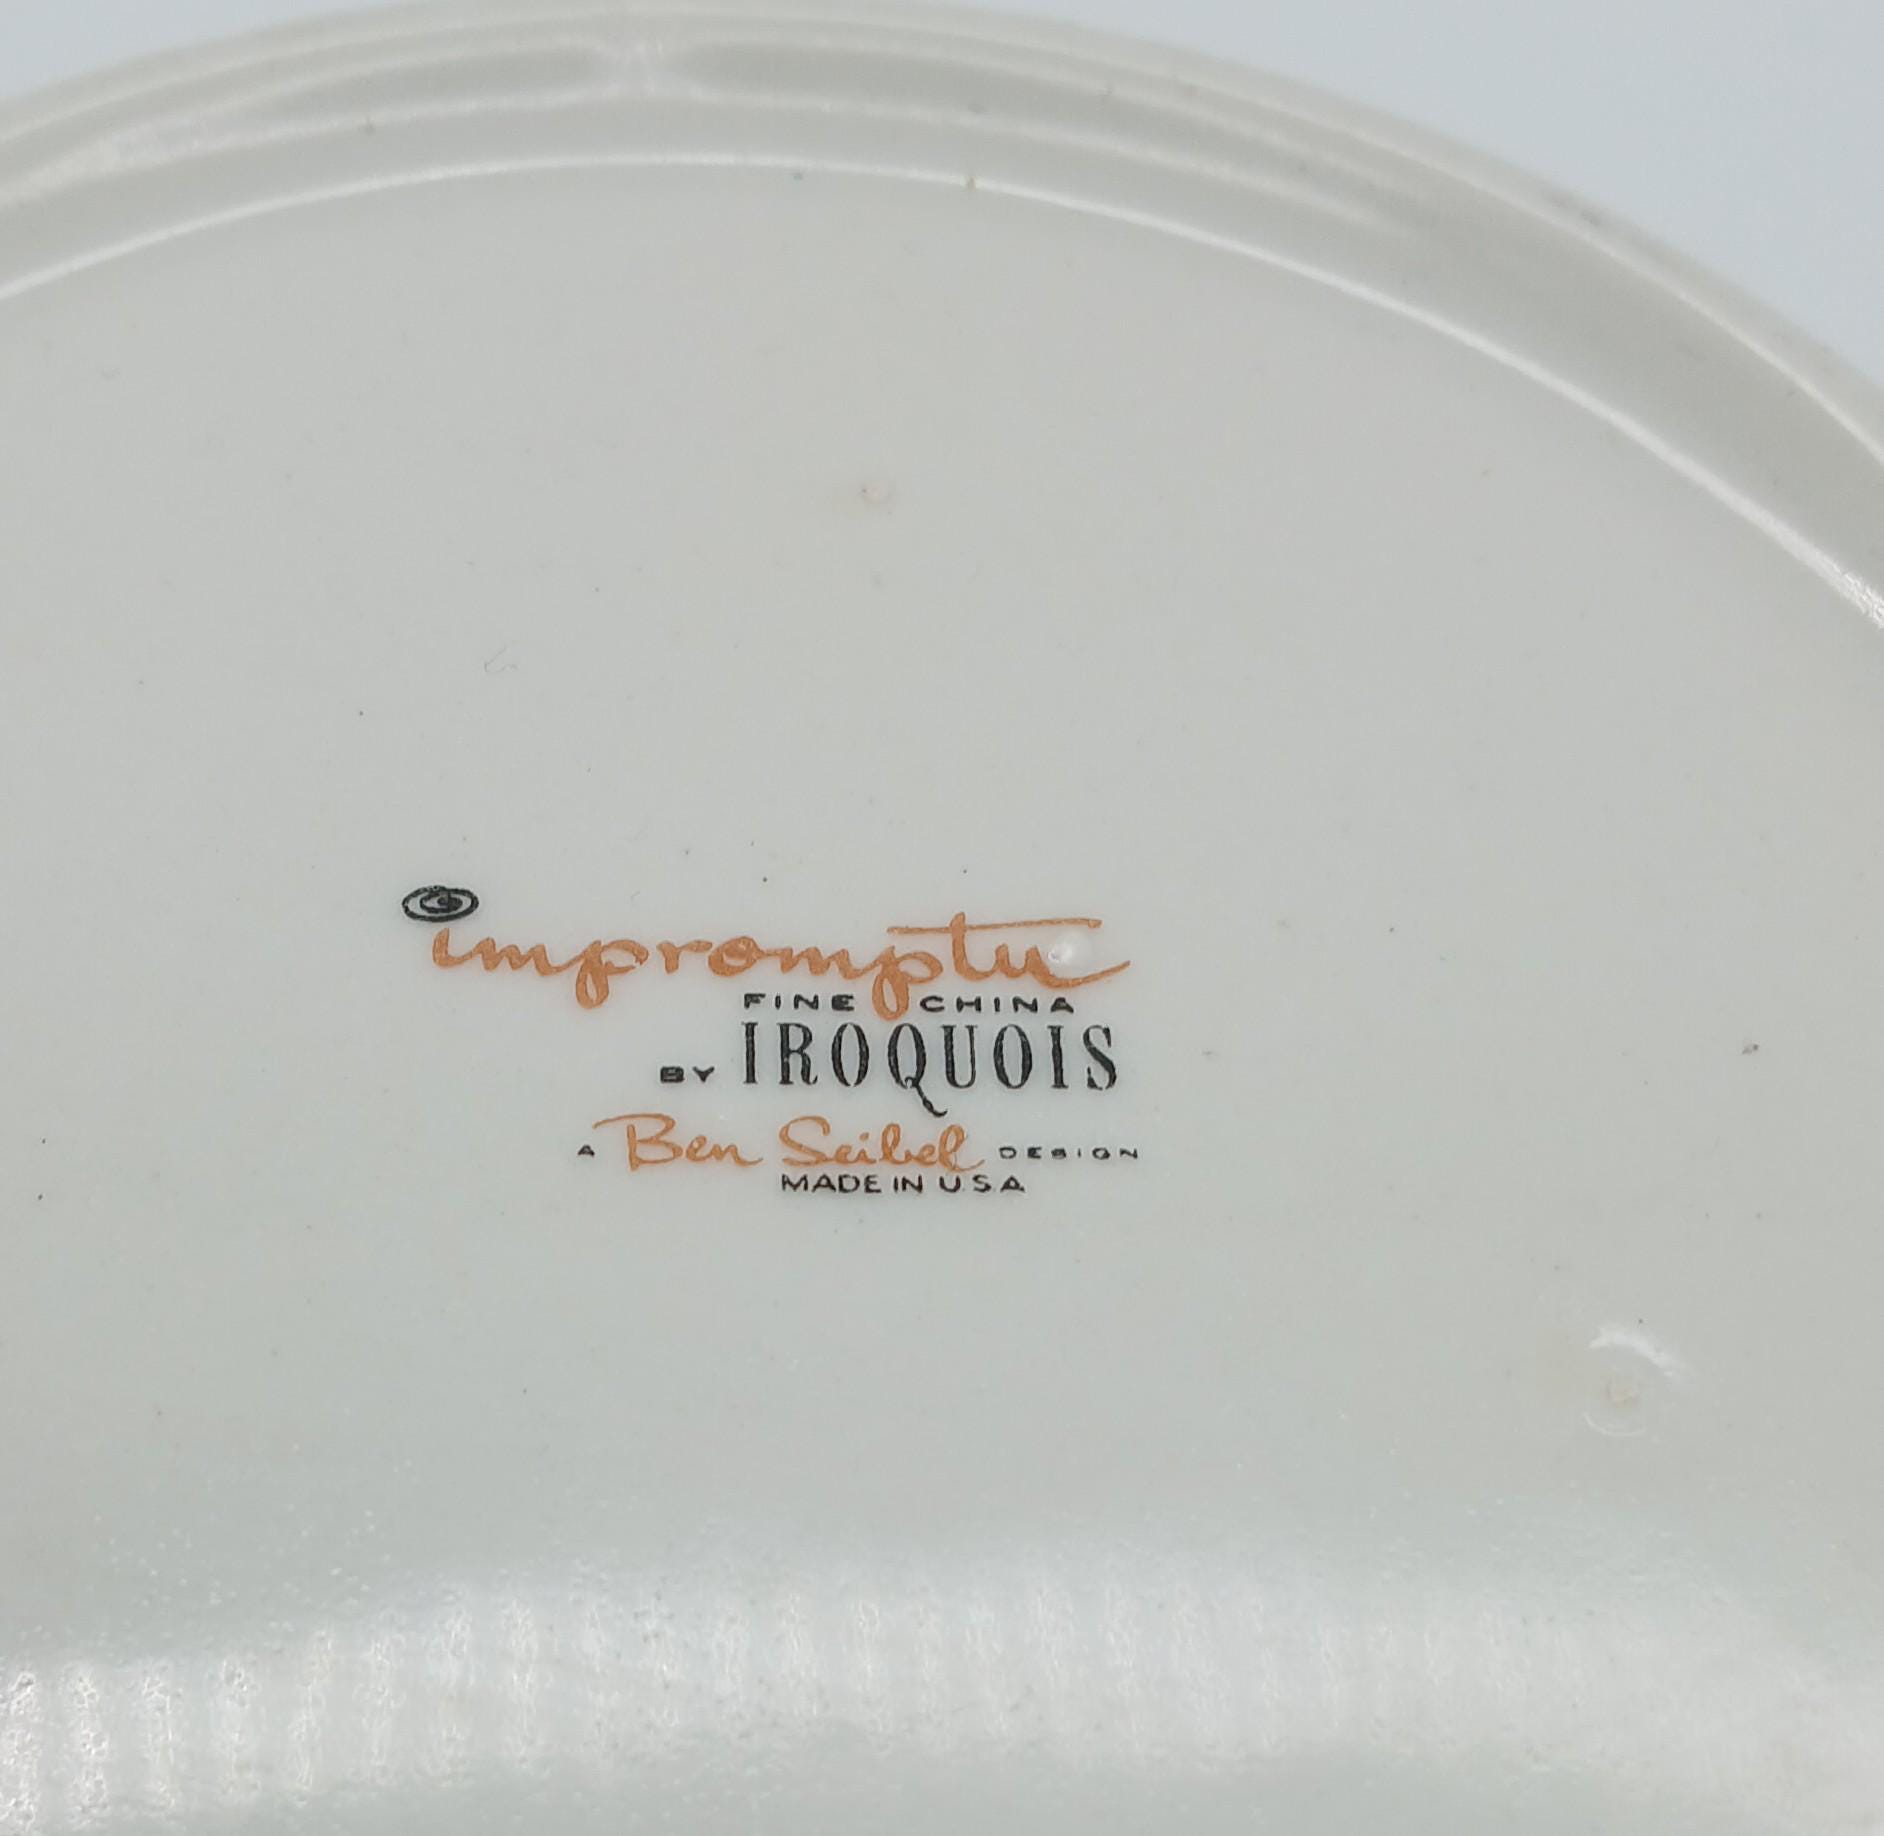 impromptu
FINE CHINA
BY IROQUOIS
A Ben Seibel DESIGN
MADE IN U.S.A